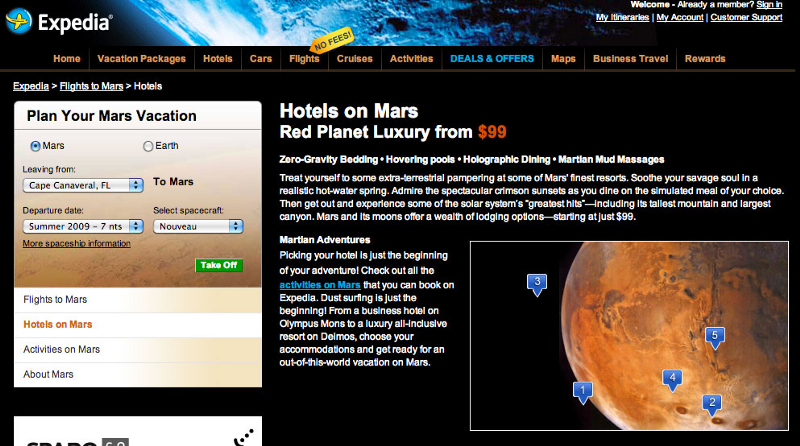 Welcome - Already a member? Sign in
My Itineraries | My Account | Customer Support
Expedia®
NO FEES!
Home Vacation Packages Hotels Cars Flights Cruises Activities DEALS & OFFERS Maps Business Travel Rewards
Expedia > Flights to Mars > Hotels
Plan Your Mars Vacation
Mars Earth
Leaving from:
Cape Canaveral, FL To Mars
Departure date: Select spacecraft:
Summer 2009 - 7 nts Nouveau
More spaceship information
Take Off
Flights to Mars
Hotels on Mars
Activities on Mars
About Mars
Hotels on Mars
Red Planet Luxury from $99
Zero-Gravity Bedding • Hovering pools • Holographic Dining • Martian Mud Massages
Treat yourself to some extra-terrestrial pampering at some of Mars' finest resorts. Soothe your savage soul in a
realistic hot-water spring. Admire the spectacular crimson sunsets as you dine on the simulated meal of your choice.
Then get out and experience some of the solar system's "greatest hits"—including its tallest mountain and largest
canyon. Mars and its moons offer a wealth of lodging options—starting at just $99.
Martian Adventures
Picking your hotel is just the beginning
of your adventure! Check out all the
activities on Mars that you can book on
Expedia. Dust surfing is just the
beginning! From a business hotel on
Olympus Mons to a luxury all-inclusive
resort on Deimos, choose your
accommodations and get ready for an
out-of-this-world vacation on Mars.
3
5
4
1
2